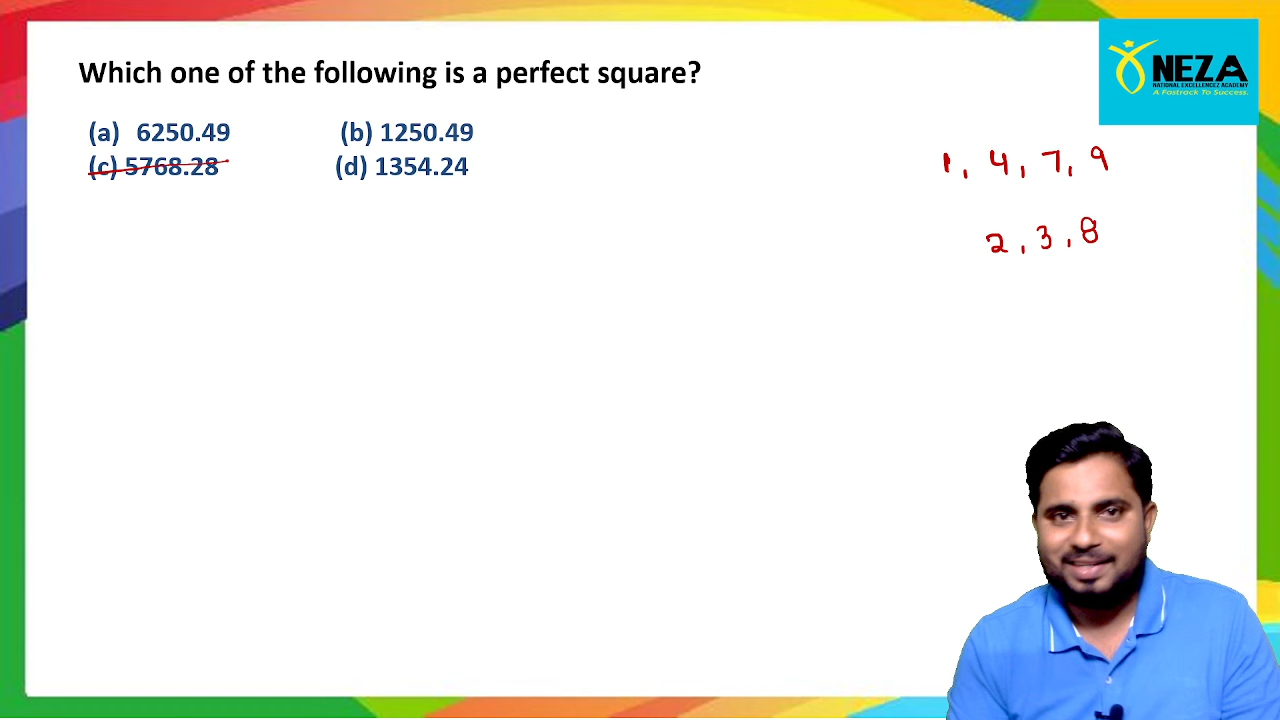 Which one of the following is a perfect square?
(a) 6250.49 (b) 1250.49
(c) 5768.28 (d) 1354.24
NEZA
NATIONAL EXCELLENCEZ ACADEMY
A Fastrack To Success.
1, 4, 7, 9
2, 3, 8